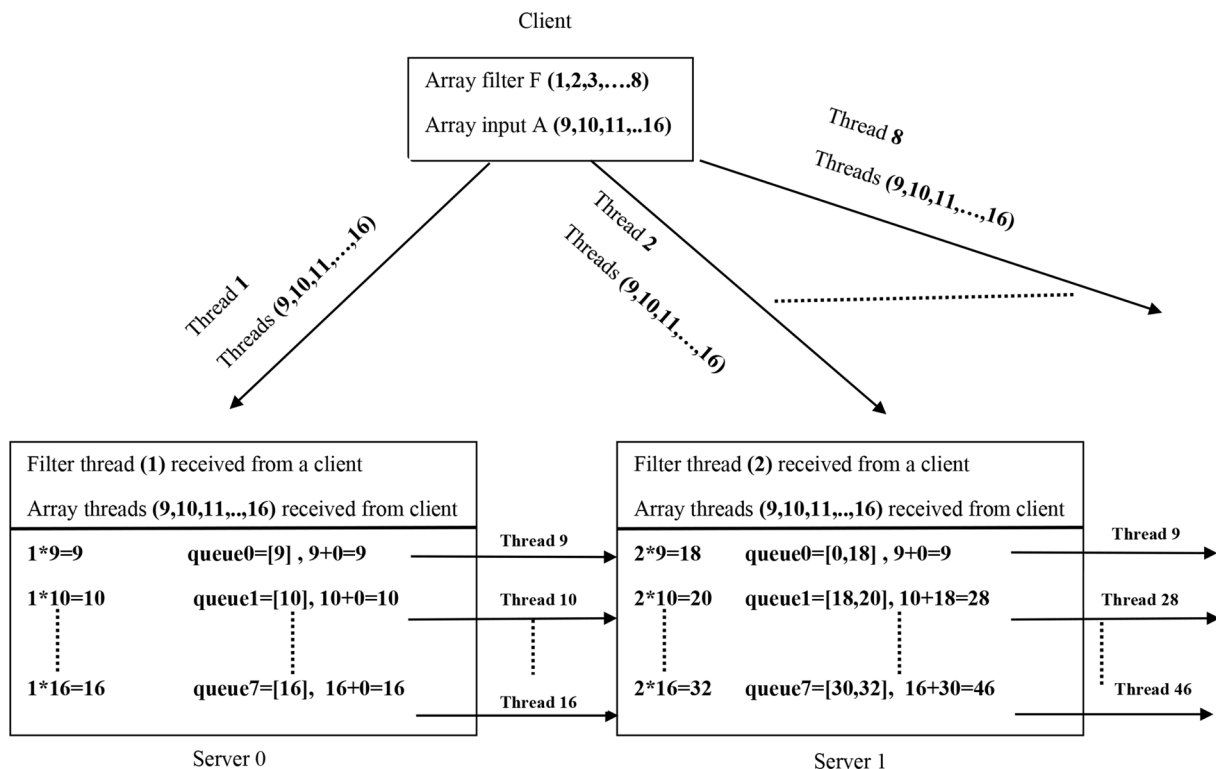 Client
Array filter F (1,2,3,….8)
Array input A (9,10,11,..16)
Thread 1
Threads (9,10,11,…,16)
Thread 2
Threads (9,10,11,…,16)
Thread 8
Threads (9,10,11,…,16)
Filter thread (1) received from a client
Array threads (9,10,11,..,16) received from client
1*9=9 queue0=[9] , 9+0=9
1*10=10 queue1=[10], 10+0=10
1*16=16 queue7=[16], 16+0=16
Server 0
Thread 9
Thread 10
Thread 16
Filter thread (2) received from a client
Array threads (9,10,11,..,16) received from client
2*9=18 queue0=[0,18] , 9+0=9
2*10=20 queue1=[18,20], 10+18=28
2*16=32 queue7=[30,32], 16+30=46
Server 1
Thread 9
Thread 28
Thread 46